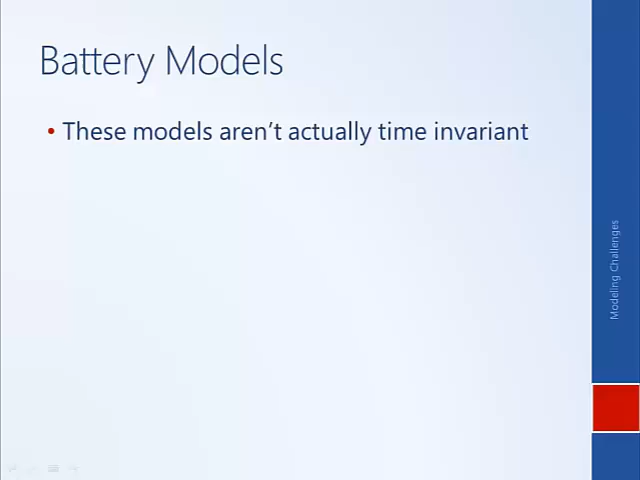 Battery Models
• These models aren't actually time invariant
Modeling Challenges